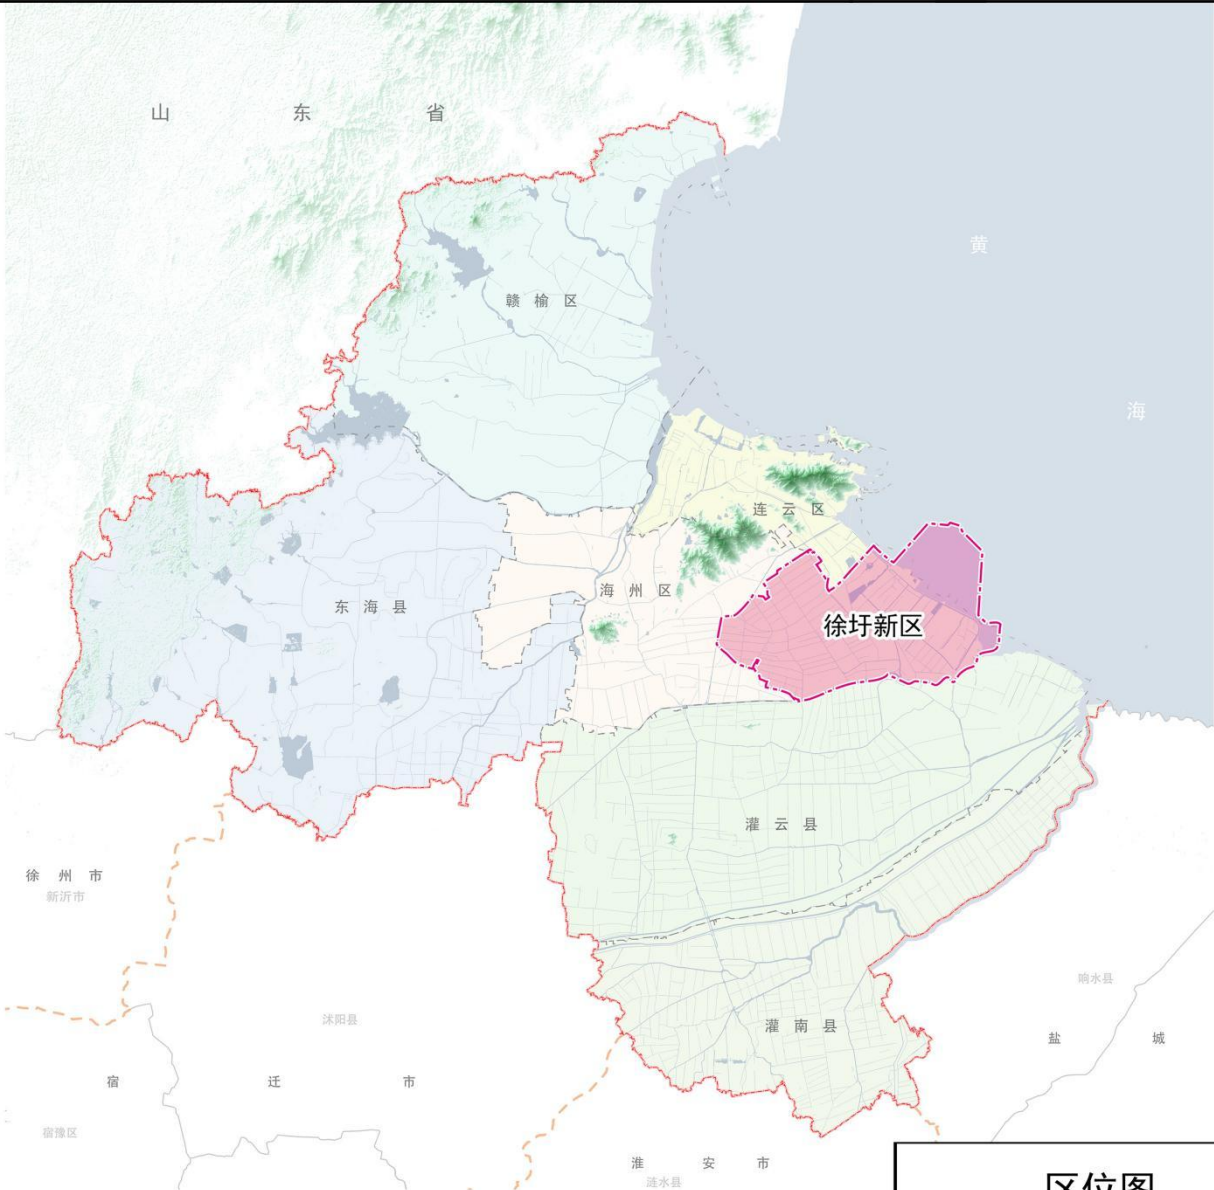 山 东 省
黄
赣 榆 区
海
连 云 区
海 州 区
东 海 县
徐圩新区
灌 云 县
徐 州 市
新沂市
响水县
沭阳县
灌 南 县
盐 城
宿 迁 市
宿豫区
淮 安 市
涟水县
区位图